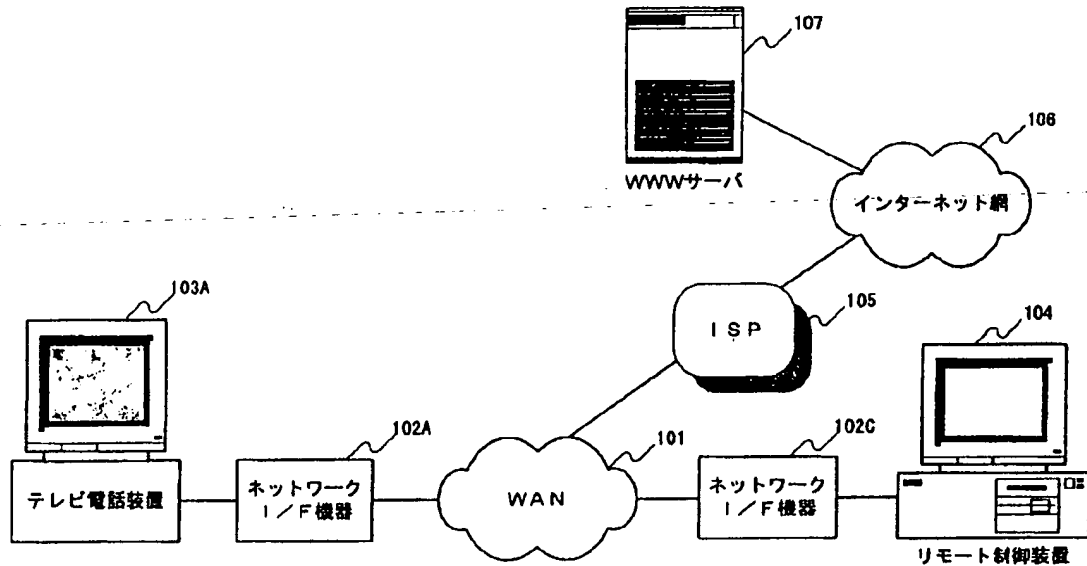 107
WWWサーバ
106
インターネット網
103A
105
ISP
104
102A
101
102C
テレビ電話装置
ネットワーク
I/F機器
WAN
ネットワーク
I/F機器
リモート制御装置